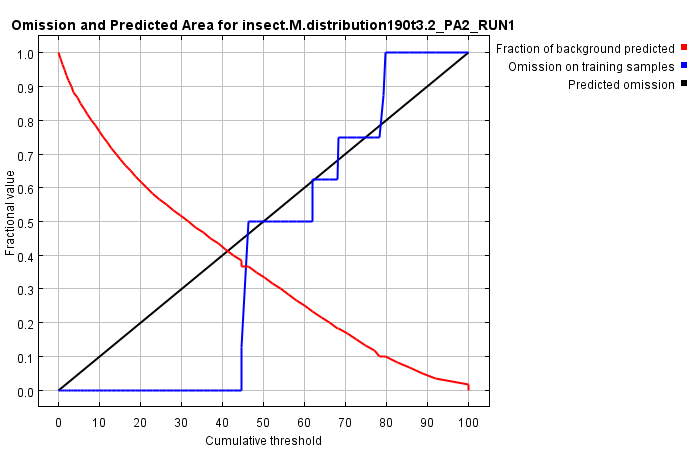 Omission and Predicted Area for insect.M.distribution190t3.2_PA2_RUN1
Fraction of background predicted
Omission on training samples
Predicted omission
Fractional value
1.0
0.9
0.8
0.7
0.6
0.5
0.4
0.3
0.2
0.1
0.0
0 10 20 30 40 50 60 70 80 90 100
Cumulative threshold